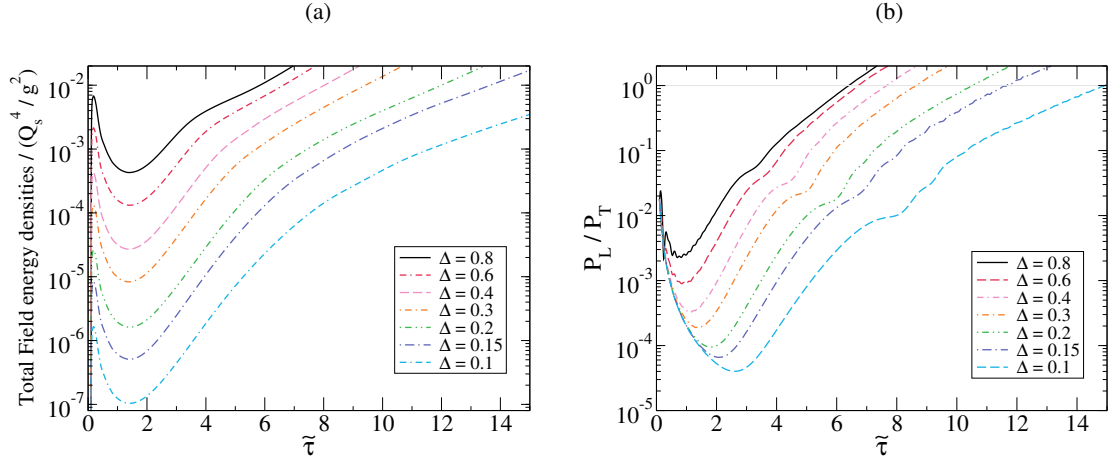 (a)
Total Field energy densities / (Q_s^4 / g^2)
10^-2
10^-3
10^-4
10^-5
10^-6
10^-7
0 2 4 6 8 10 12 14
τ̃
Δ = 0.8
Δ = 0.6
Δ = 0.4
Δ = 0.3
Δ = 0.2
Δ = 0.15
Δ = 0.1
(b)
P_L / P_T
10^0
10^-1
10^-2
10^-3
10^-4
10^-5
0 2 4 6 8 10 12 14
τ̃
Δ = 0.8
Δ = 0.6
Δ = 0.4
Δ = 0.3
Δ = 0.2
Δ = 0.15
Δ = 0.1